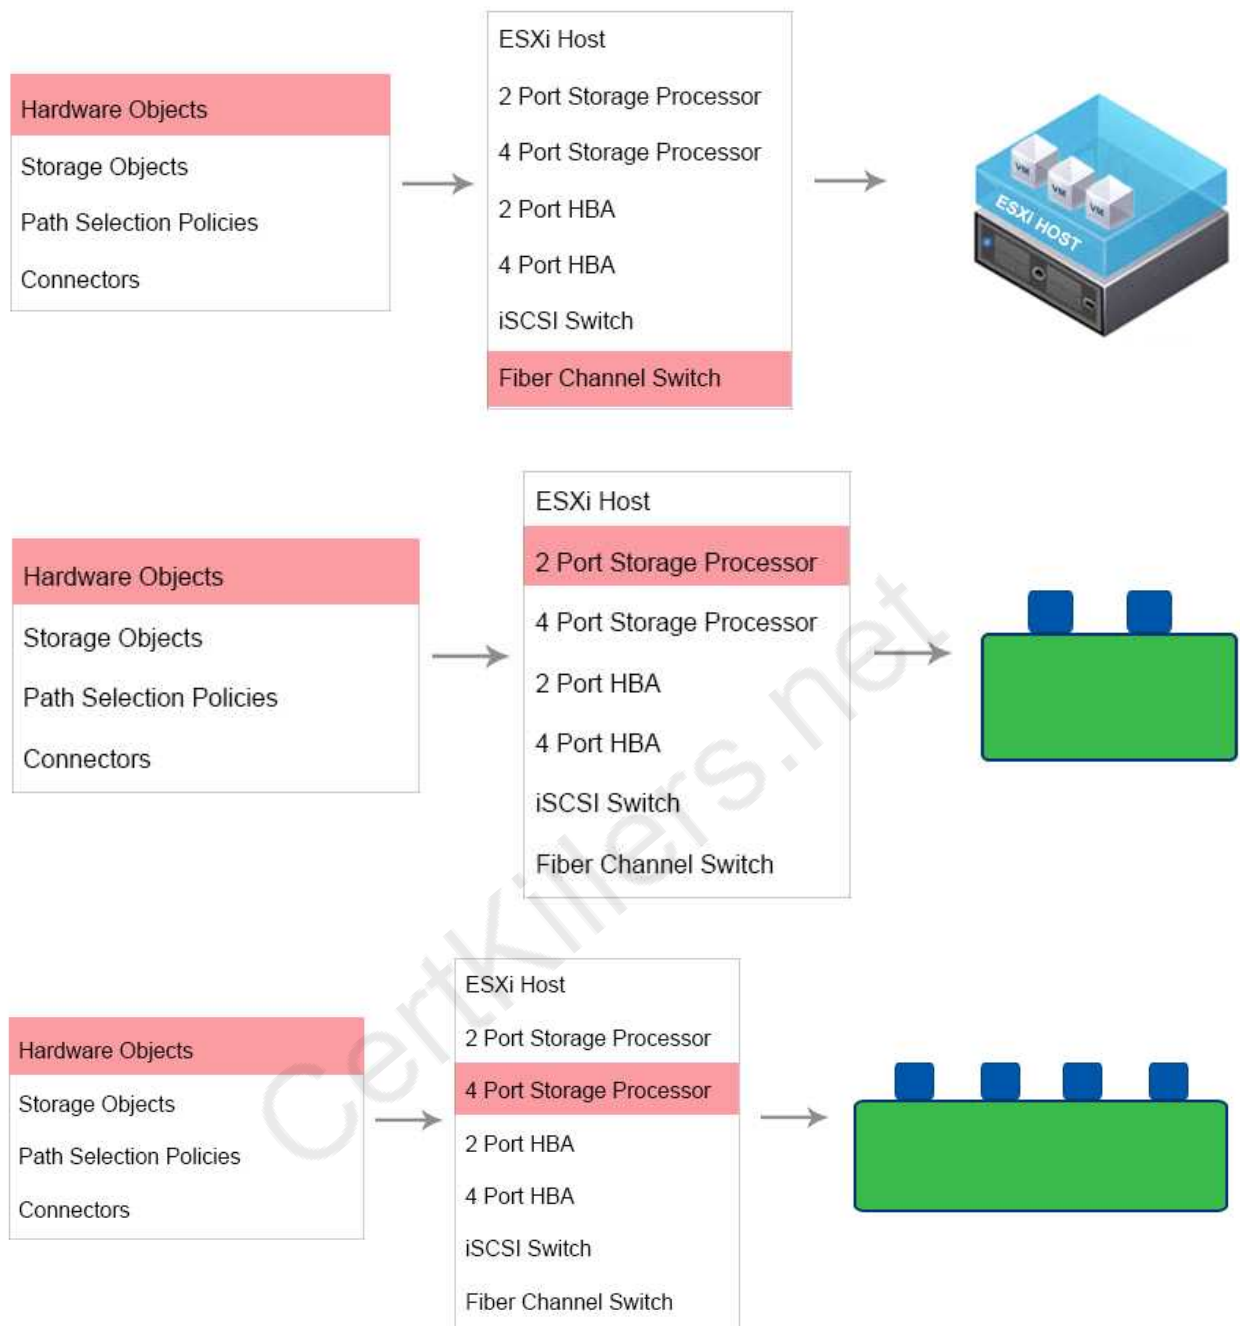 Hardware Objects
Storage Objects
Path Selection Policies
Connectors
ESXi Host
2 Port Storage Processor
4 Port Storage Processor
2 Port HBA
4 Port HBA
iSCSI Switch
Fiber Channel Switch
VM
VM
VM
ESXI HOST
Hardware Objects
Storage Objects
Path Selection Policies
Connectors
ESXi Host
2 Port Storage Processor
4 Port Storage Processor
2 Port HBA
4 Port HBA
iSCSI Switch
Fiber Channel Switch
CertKillers.net
Hardware Objects
Storage Objects
Path Selection Policies
Connectors
ESXi Host
2 Port Storage Processor
4 Port Storage Processor
2 Port HBA
4 Port HBA
iSCSI Switch
Fiber Channel Switch